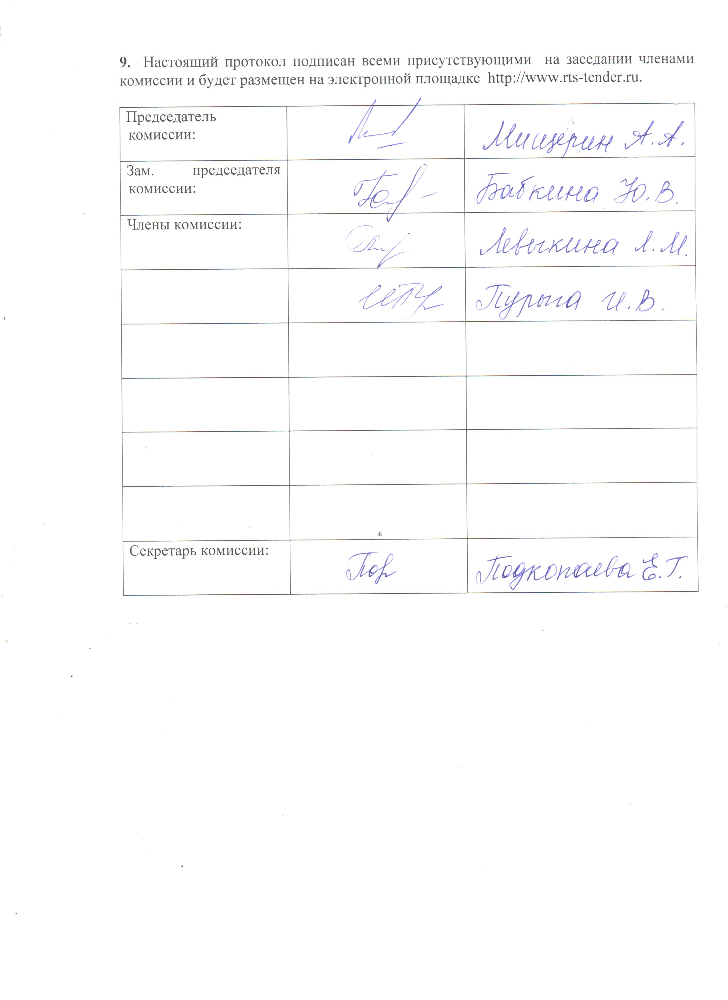 9. Настоящий протокол подписан всеми присутствующими на заседании членами
комиссии и будет размещен на электронной площадке http://www.rts-tender.ru.
Председатель
комиссии:
Мищерин А.А.
Зам. председателя
комиссии:
Бабкина Ю.В.
Члены комиссии:
Левыкина Л.М.
И.В.
Секретарь комиссии:
Подкопаева Е.Г.